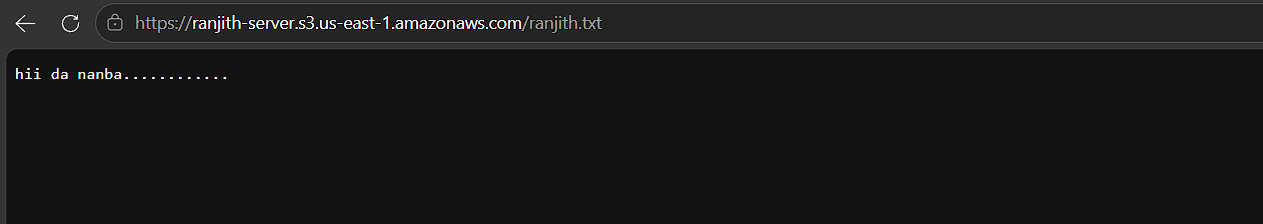 https://ranjith-server.s3.us-east-1.amazonaws.com/ranjith.txt
hii da nanba............